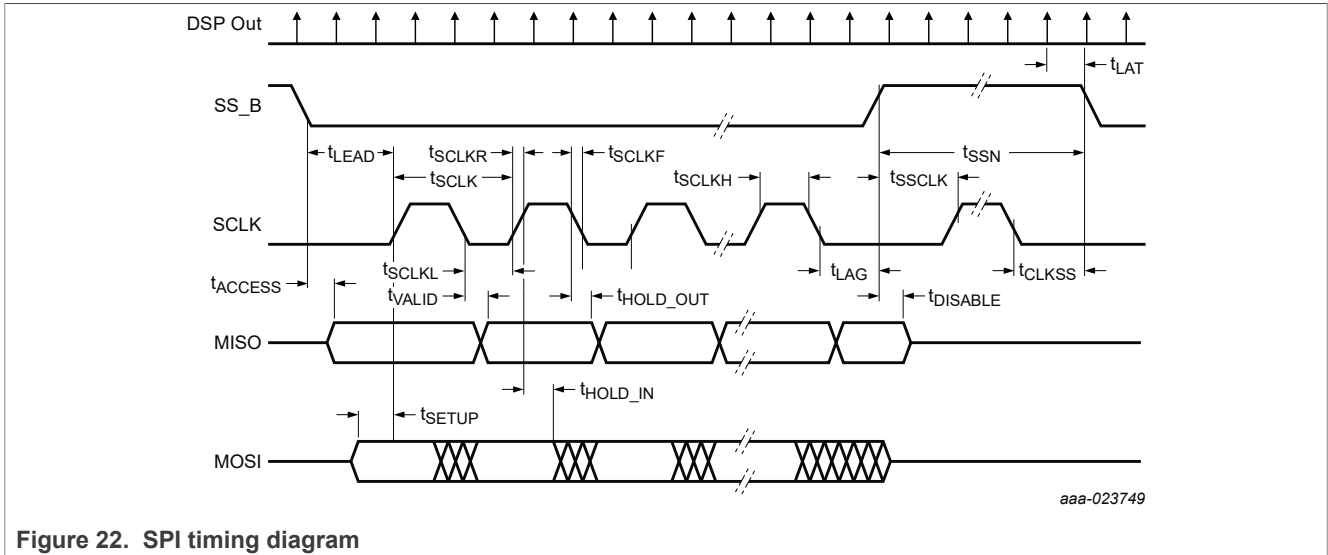 DSP Out
tLAT
SS_B
tLEAD
tSCLKR
tSCLKF
tSSN
tSCLK
tSCLKH
tSSCLK
SCLK
tACCESS
tSCLKL
tLAG
tCLKSS
tVALID
tHOLD_OUT
tDISABLE
MISO
tHOLD_IN
tSETUP
MOSI
aaa-023749
Figure 22. SPI timing diagram